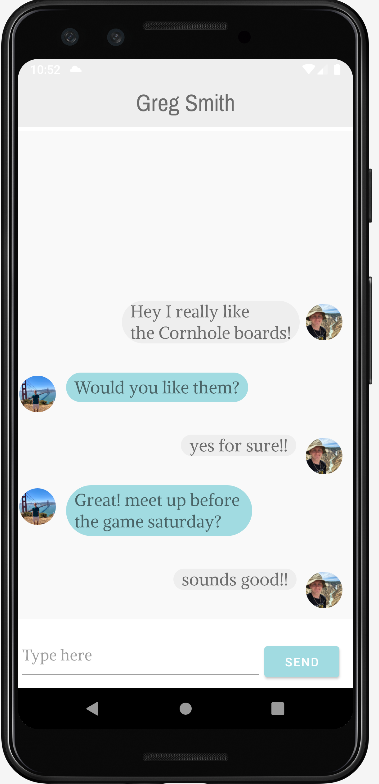 10:52
Greg Smith
Hey I really like
the Cornhole boards!
Would you like them?
yes for sure!!
Great! meet up before
the game saturday?
sounds good!!
Type here
SEND